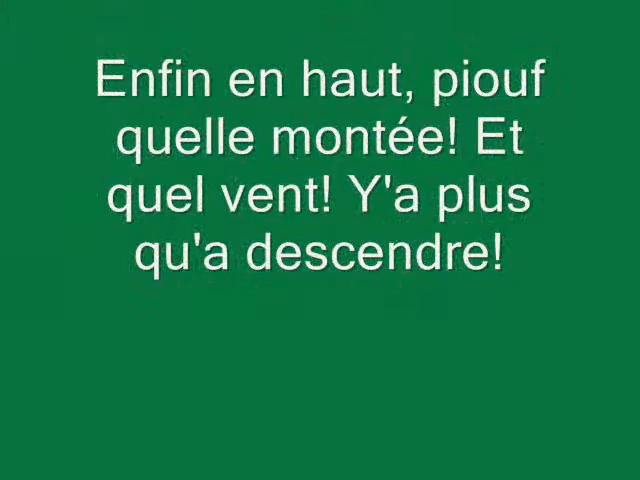 Enfin en haut, piouf
quelle montée! Et
quel vent! Y'a plus
qu'a descendre!